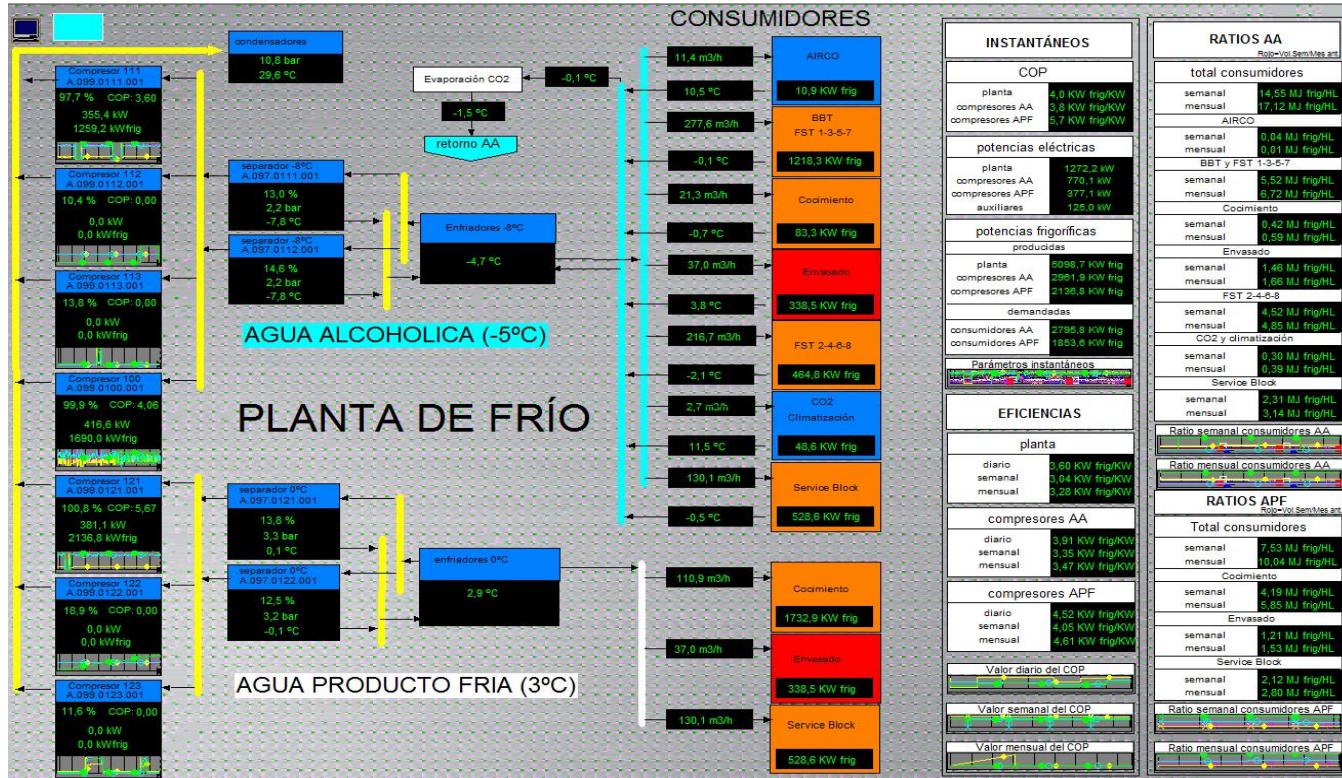 CONSUMIDORES
condensadores
10,8 bar
29,6 ºC
Compresor 111
A.099.0111.001
97,7 % COP: 3,60
355,4 kW
1259,2 kWfrig
Compresor 112
A.099.0112.001
10,4 % COP: 0,00
0,0 kW
0,0 kWfrig
Compresor 113
A.099.0113.001
13,8 % COP: 0,00
0,0 kW
0,0 kWfrig
Compresor 100
A.099.0100.001
99,9 % COP: 4,06
416,6 kW
1690,0 kWfrig
Compresor 121
A.099.0121.001
100,8 % COP: 5,67
381,1 kW
2136,8 kWfrig
Compresor 122
A.099.0122.001
18,9 % COP: 0,00
0,0 kW
0,0 kWfrig
Compresor 123
A.099.0123.001
11,6 % COP: 0,00
0,0 kW
0,0 kWfrig
separador -8ºC
A.097.0111.001
13,0 %
2,2 bar
-7,8 ºC
separador -8ºC
A.097.0112.001
14,6 %
2,2 bar
-7,8 ºC
Evaporación CO2
-0,1 ºC
-1,5 ºC
retorno AA
Enfriadores -8ºC
-4,7 ºC
AGUA ALCOHOLICA (-5ºC)
PLANTA DE FRÍO
separador 0ºC
A.097.0121.001
13,8 %
3,3 bar
0,1 ºC
separador 0ºC
A.097.0122.001
12,5 %
3,2 bar
-0,1 ºC
enfriadores 0ºC
2,9 ºC
AGUA PRODUCTO FRIA (3ºC)
11,4 m3/h
10,5 ºC
AIRCO
10,9 KW frig
277,6 m3/h
-0,1 ºC
BBT
FST 1-3-5-7
1218,3 KW frig
21,3 m3/h
-0,7 ºC
Cocimiento
83,3 KW frig
37,0 m3/h
3,8 ºC
Envasado
338,5 KW frig
216,7 m3/h
-2,1 ºC
FST 2-4-6-8
464,8 KW frig
2,7 m3/h
11,5 ºC
CO2
Climatización
48,6 KW frig
130,1 m3/h
-0,5 ºC
Service Block
528,6 KW frig
110,9 m3/h
Cocimiento
1732,9 KW frig
37,0 m3/h
Envasado
338,5 KW frig
130,1 m3/h
Service Block
528,6 KW frig
INSTANTÁNEOS
COP
planta 4,0 KW frig/KW
compresores AA 3,8 KW frig/KW
compresores APF 5,7 KW frig/KW
potencias eléctricas
planta 1272,2 kW
compresores AA 770,1 kW
compresores APF 377,1 kW
auxiliares 125,0 kW
potencias frigoríficas
producidas
planta 5098,7 KW frig
compresores AA 2961,9 KW frig
compresores APF 2136,8 KW frig
demandadas
consumidores AA 2795,8 KW frig
consumidores APF 1853,6 KW frig
Parámetros instantáneos
EFICIENCIAS
planta
diario 3,60 KW frig/KW
semanal 3,04 KW frig/KW
mensual 3,28 KW frig/KW
compresores AA
diario 3,91 KW frig/KW
semanal 3,35 KW frig/KW
mensual 3,47 KW frig/KW
compresores APF
diario 4,52 KW frig/KW
semanal 4,05 KW frig/KW
mensual 4,61 KW frig/KW
Valor diario del COP
Valor semanal del COP
Valor mensual del COP
RATIOS AA
Rojo=Vol.Sem/Mes ant.
total consumidores
semanal 14,55 MJ frig/HL
mensual 17,12 MJ frig/HL
AIRCO
semanal 0,04 MJ frig/HL
mensual 0,01 MJ frig/HL
BBT y FST 1-3-5-7
semanal 5,52 MJ frig/HL
mensual 6,72 MJ frig/HL
Cocimiento
semanal 0,42 MJ frig/HL
mensual 0,59 MJ frig/HL
Envasado
semanal 1,46 MJ frig/HL
mensual 1,66 MJ frig/HL
FST 2-4-6-8
semanal 4,52 MJ frig/HL
mensual 4,85 MJ frig/HL
CO2 y climatización
semanal 0,30 MJ frig/HL
mensual 0,39 MJ frig/HL
Service Block
semanal 2,31 MJ frig/HL
mensual 3,14 MJ frig/HL
Ratio semanal consumidores AA
Ratio mensual consumidores AA
RATIOS APF
Rojo=Vol.Sem/Mes ant.
Total consumidores
semanal 7,53 MJ frig/HL
mensual 10,04 MJ frig/HL
Cocimiento
semanal 4,19 MJ frig/HL
mensual 5,85 MJ frig/HL
Envasado
semanal 1,21 MJ frig/HL
mensual 1,53 MJ frig/HL
Service Block
semanal 2,12 MJ frig/HL
mensual 2,80 MJ frig/HL
Ratio semanal consumidores APF
Ratio mensual consumidores APF